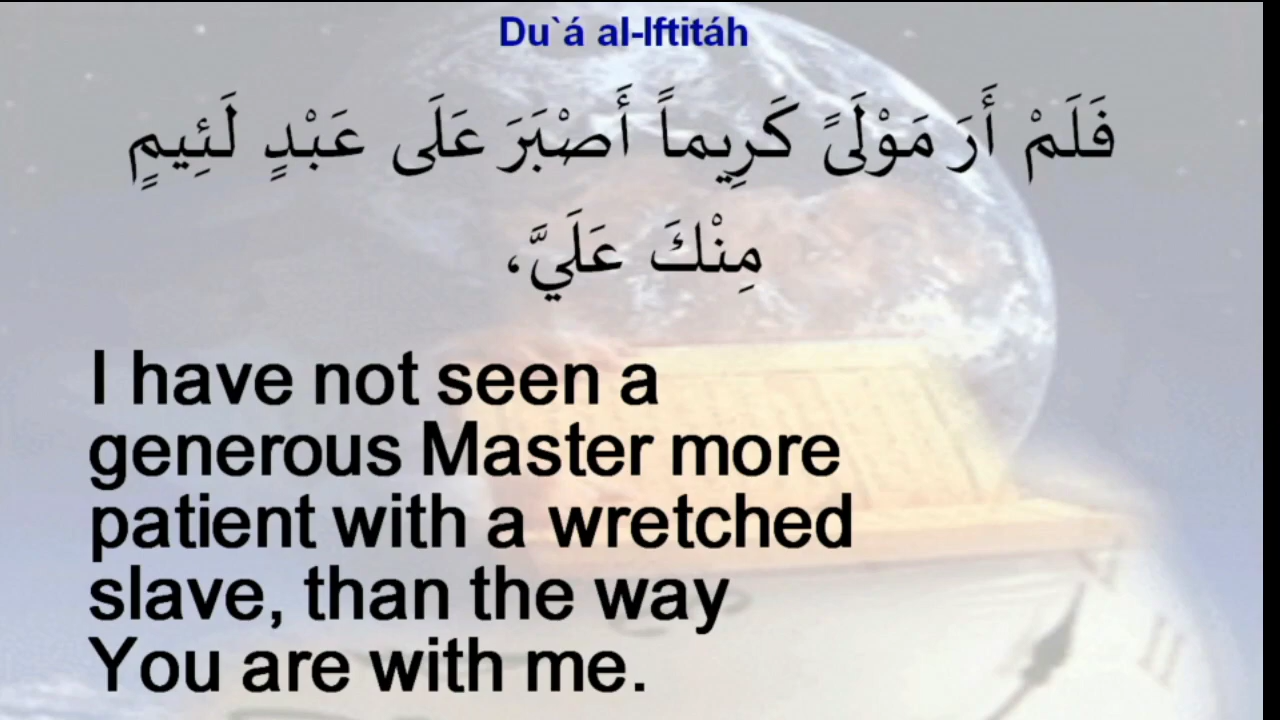 Du`á al-Iftitáh
فَلَمْ أَرَ مَوْلَىً كَرِيماً أَصْبَرَ عَلَى عَبْدٍ لَئِيمٍ
مِنْكَ عَلَيَّ،
I have not seen a
generous Master more
patient with a wretched
slave, than the way
You are with me.